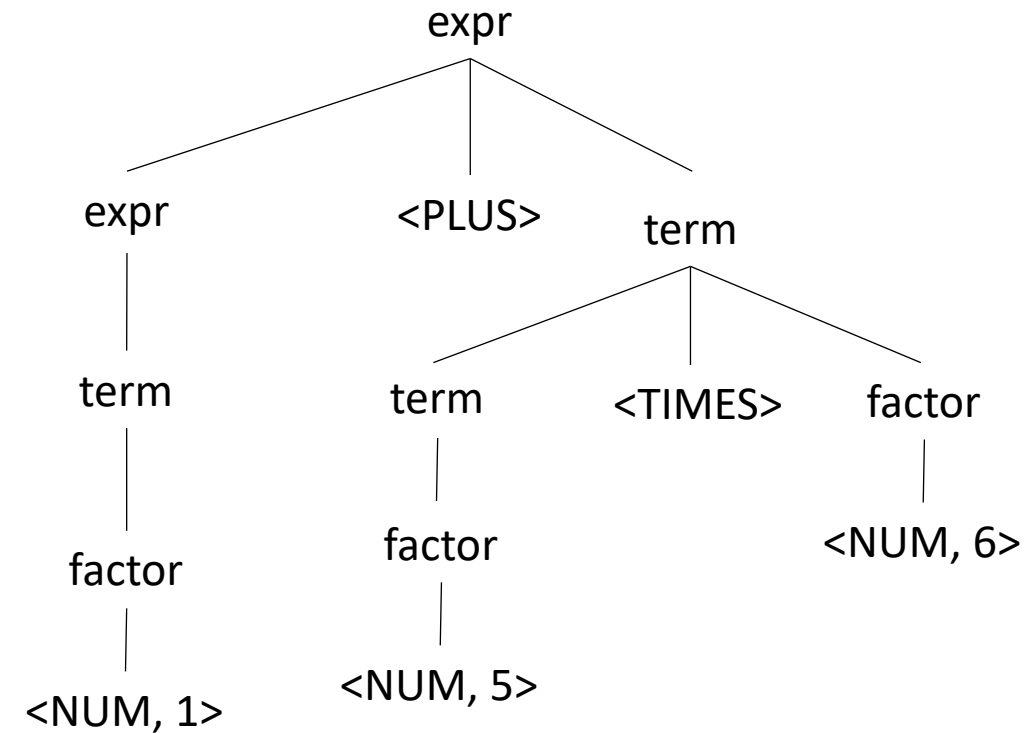 expr
expr
<PLUS>
term
term
term
<TIMES>
factor
factor
factor
<NUM, 6>
<NUM, 1>
<NUM, 5>